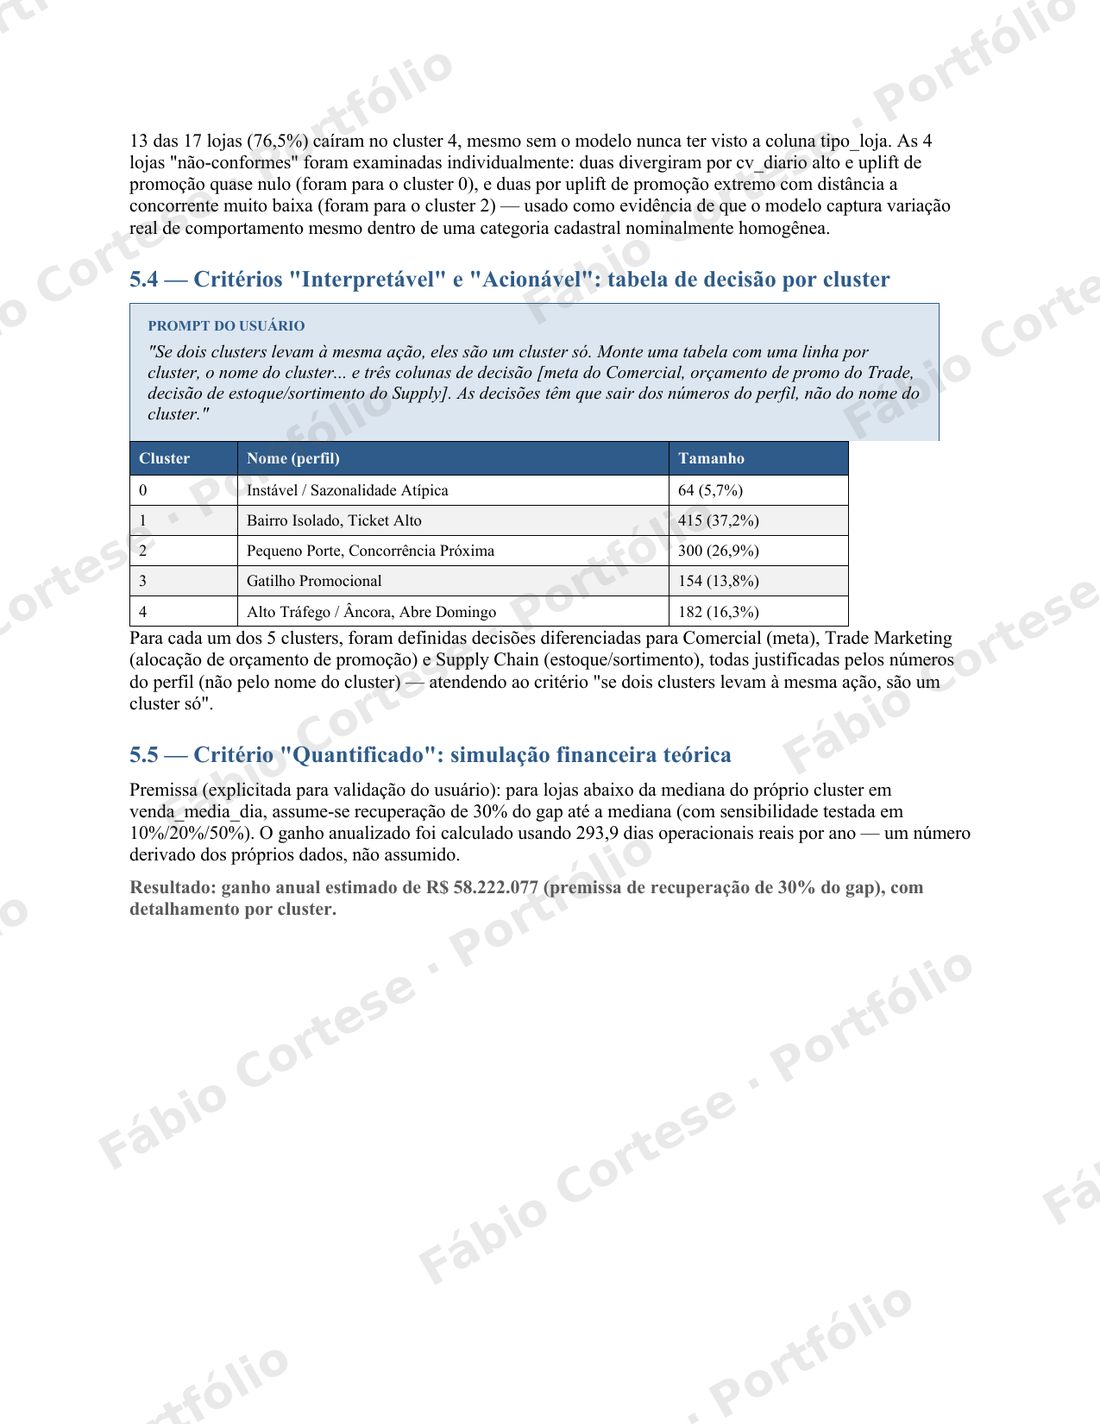 13 das 17 lojas (76,5%) caíram no cluster 4, mesmo sem o modelo nunca ter visto a coluna tipo_loja. As 4
lojas "não-conformes" foram examinadas individualmente: duas divergiram por cv_diario alto e uplift de
promoção quase nulo (foram para o cluster 0), e duas por uplift de promoção extremo com distância a
concorrente muito baixa (foram para o cluster 2) — usado como evidência de que o modelo captura variação
real de comportamento mesmo dentro de uma categoria cadastral nominalmente homogênea.
5.4 — Critérios "Interpretável" e "Acionável": tabela de decisão por cluster
PROMPT DO USUÁRIO
"Se dois clusters levam à mesma ação, eles são um cluster só. Monte uma tabela com uma linha por
cluster, o nome do cluster... e três colunas de decisão [meta do Comercial, orçamento de promo do Trade,
decisão de estoque/sortimento do Supply]. As decisões têm que sair dos números do perfil, não do nome do
cluster."
Cluster Nome (perfil) Tamanho
0 Instável / Sazonalidade Atípica 64 (5,7%)
1 Bairro Isolado, Ticket Alto 415 (37,2%)
2 Pequeno Porte, Concorrência Próxima 300 (26,9%)
3 Gatilho Promocional 154 (13,8%)
4 Alto Tráfego / Âncora, Abre Domingo 182 (16,3%)
Para cada um dos 5 clusters, foram definidas decisões diferenciadas para Comercial (meta), Trade Marketing
(alocação de orçamento de promoção) e Supply Chain (estoque/sortimento), todas justificadas pelos números
do perfil (não pelo nome do cluster) — atendendo ao critério "se dois clusters levam à mesma ação, são um
cluster só".
5.5 — Critério "Quantificado": simulação financeira teórica
Premissa (explicitada para validação do usuário): para lojas abaixo da mediana do próprio cluster em
venda_media_dia, assume-se recuperação de 30% do gap até a mediana (com sensibilidade testada em
10%/20%/50%). O ganho anualizado foi calculado usando 293,9 dias operacionais reais por ano — um número
derivado dos próprios dados, não assumido.
Resultado: ganho anual estimado de R$ 58.222.077 (premissa de recuperação de 30% do gap), com
detalhamento por cluster.
Fábio Cortese · Portfólio